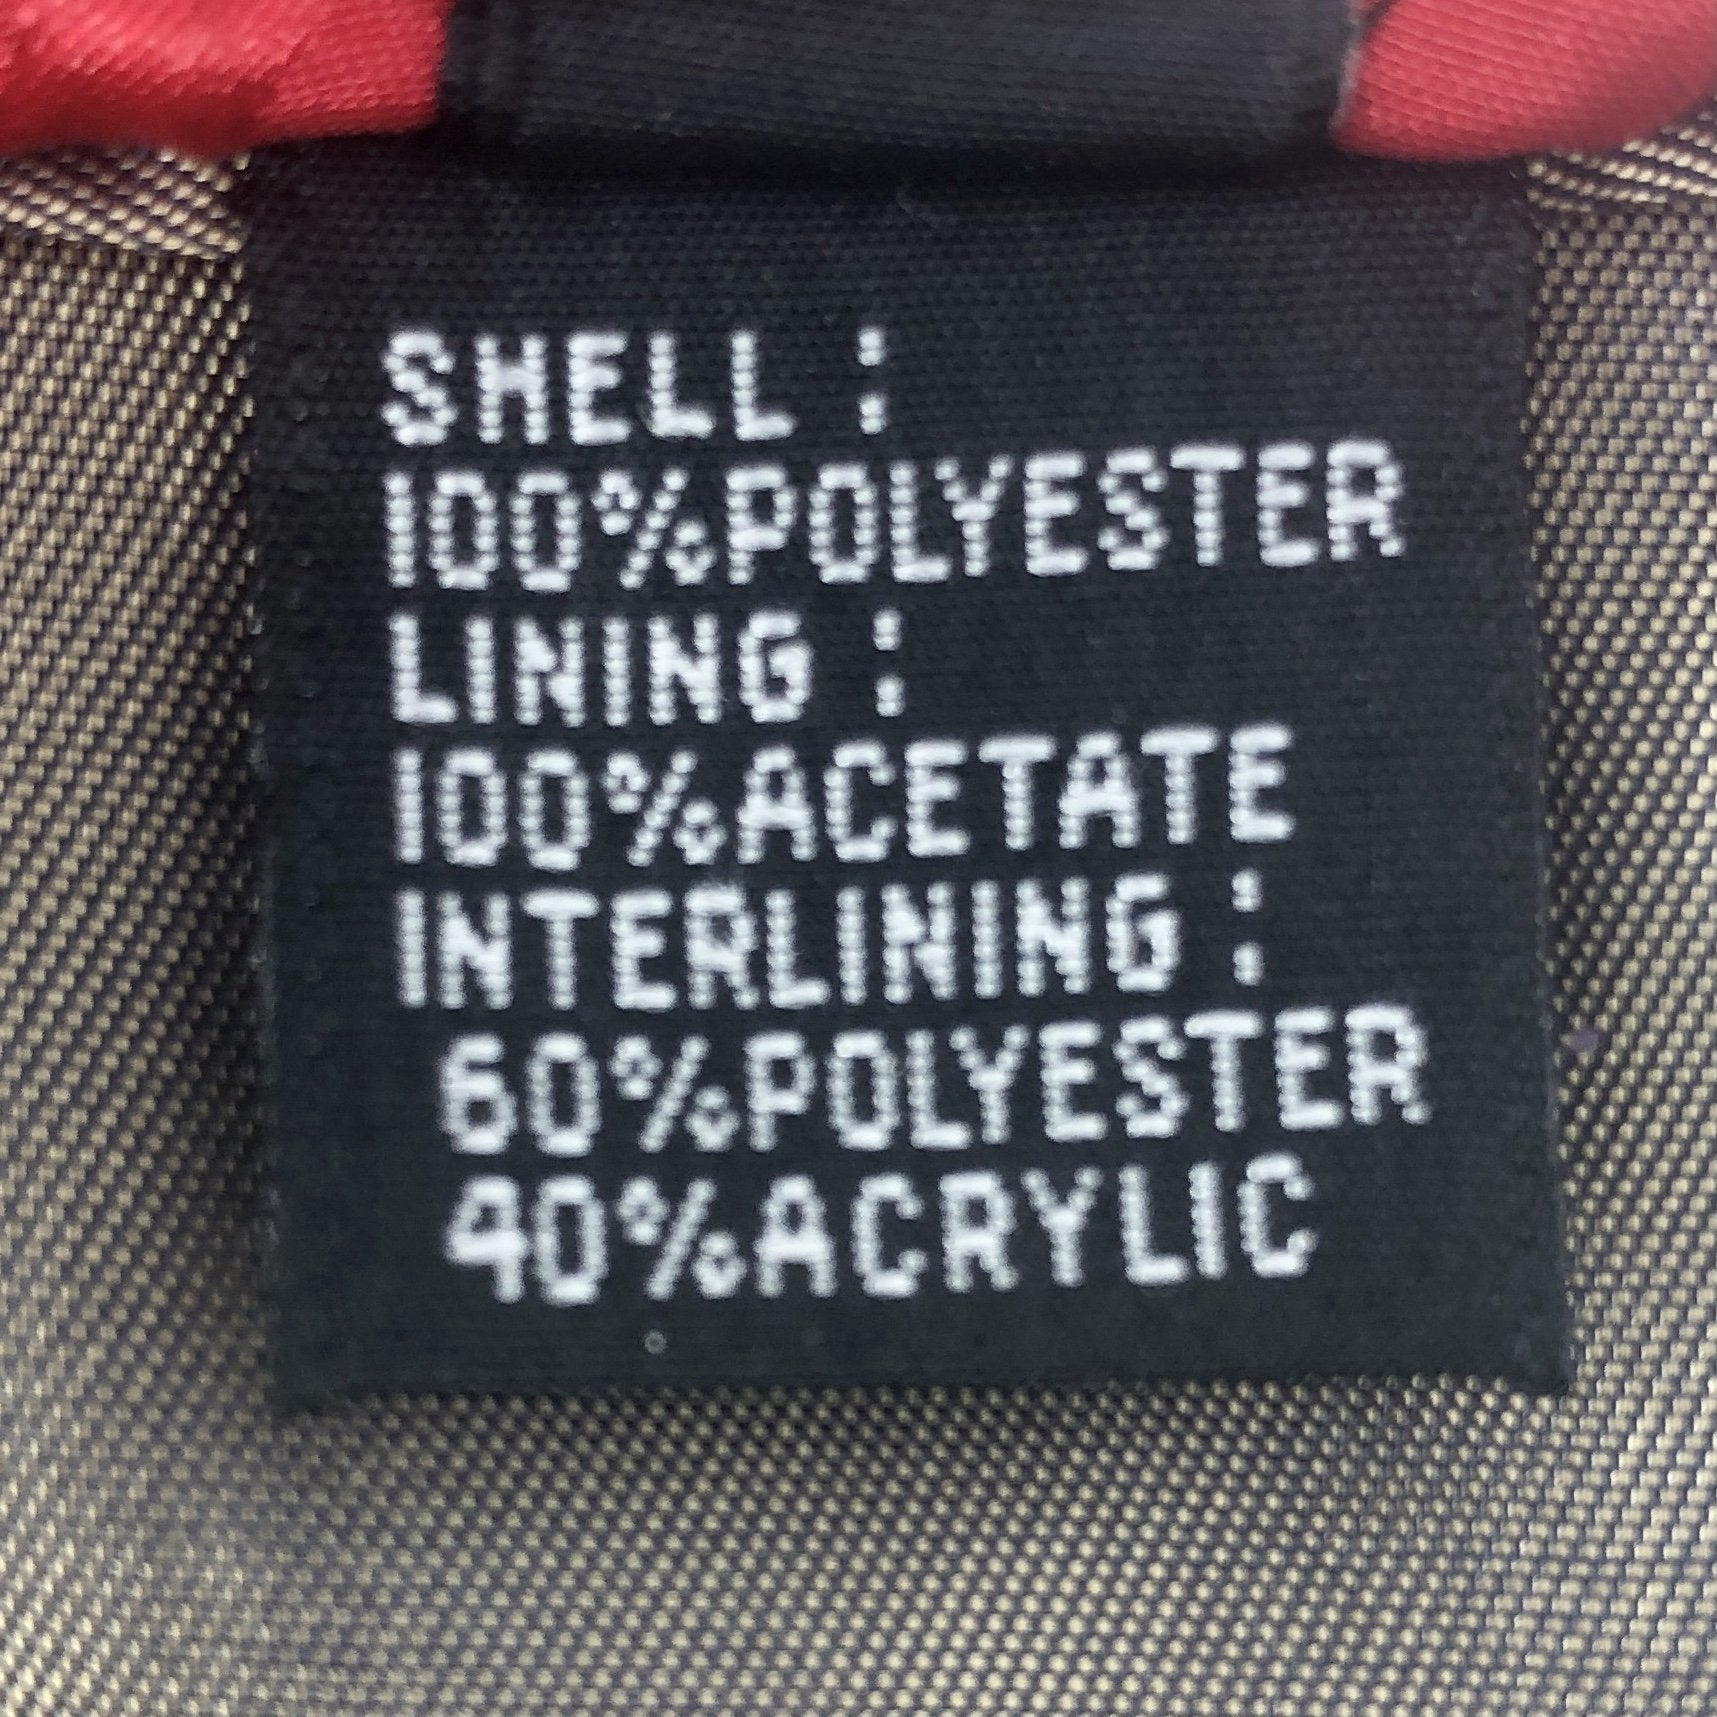 SHELL :
100%POLYESTER
LINING :
100%ACETATE
INTERLINING :
60%POLYESTER
40%ACRYLIC